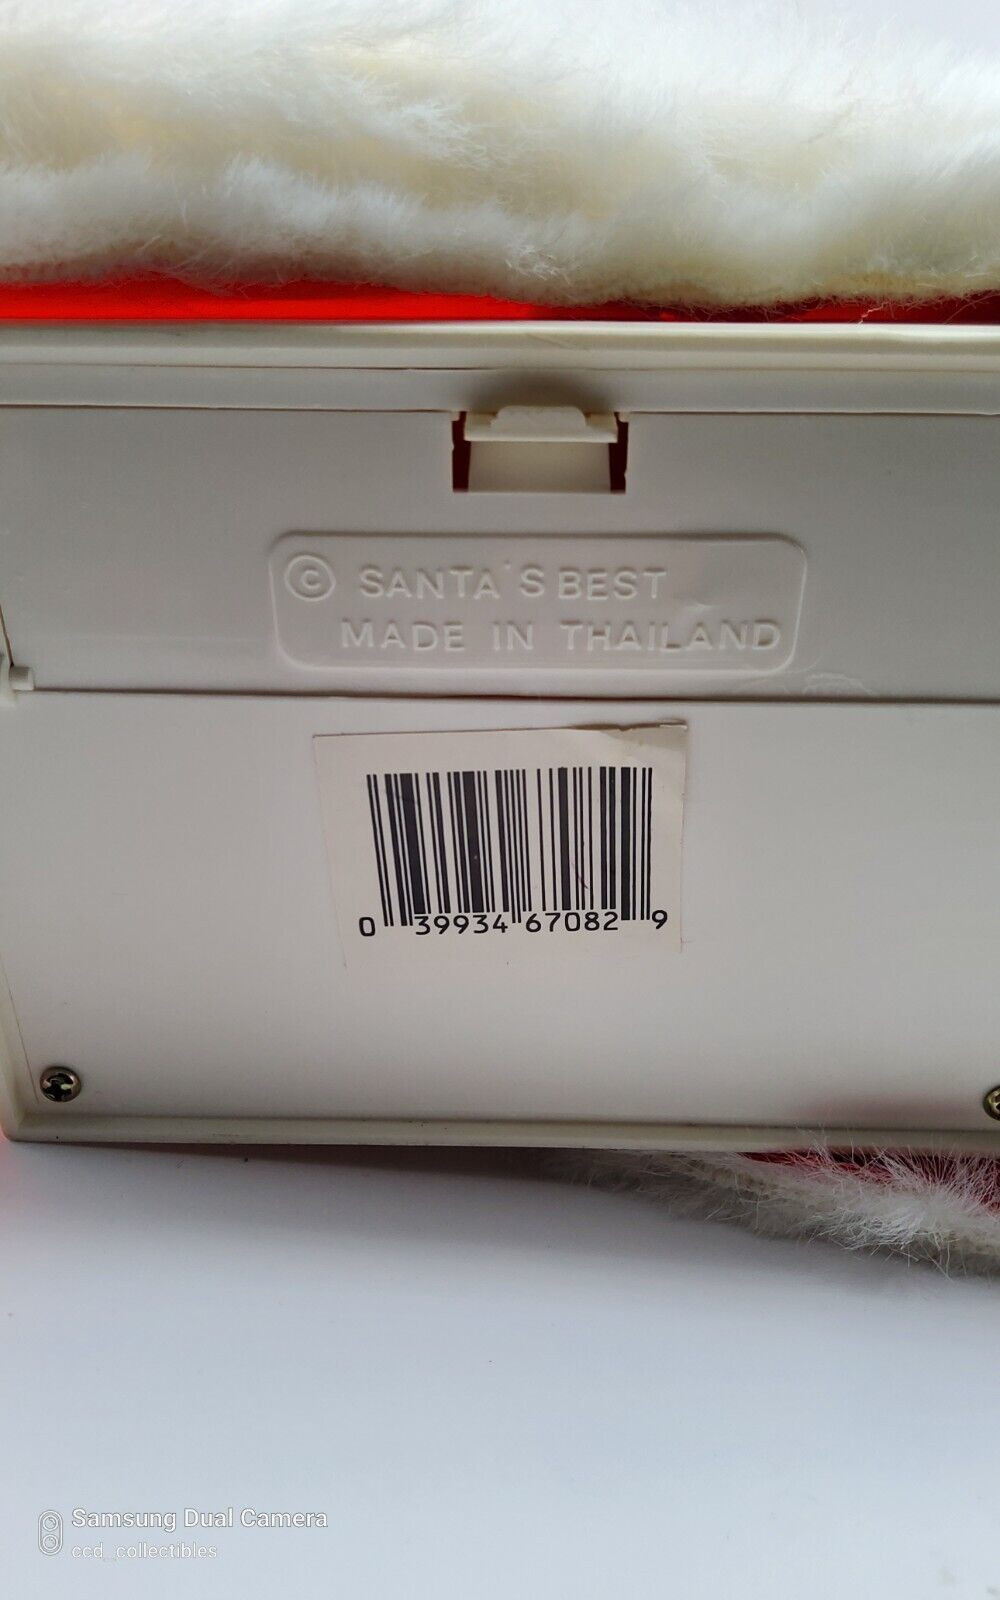 © SANTA'S BEST
MADE IN THAILAND
0 39934 67082 9
Samsung Dual Camera
ccd_collectibles